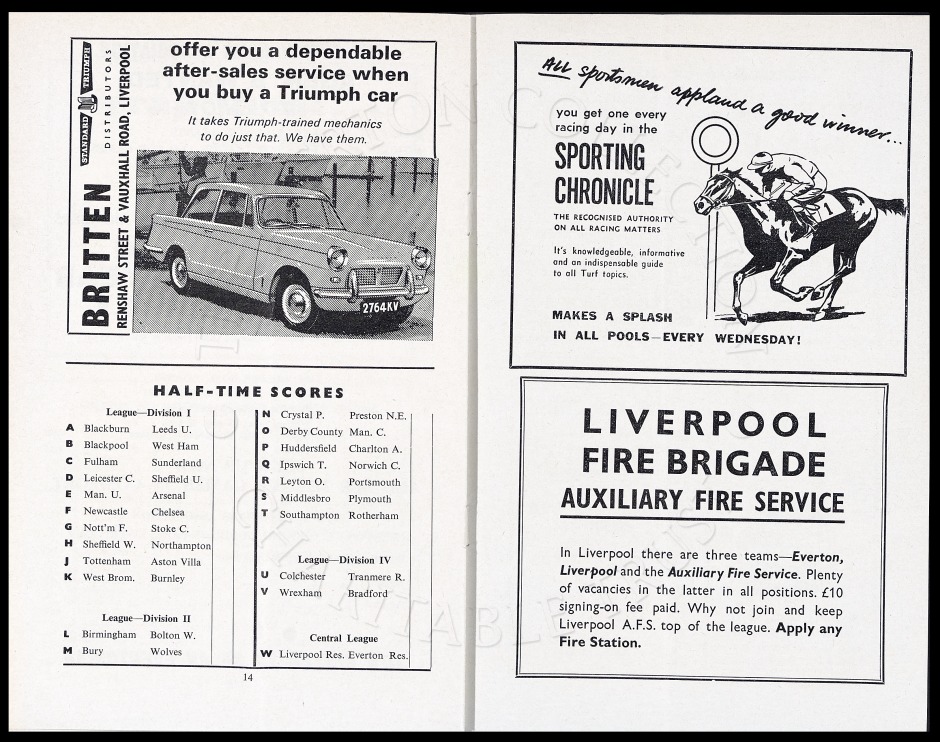 STANDARD TRIUMPH
DISTRIBUTORS
BRITTEN
RENSHAW STREET & VAUXHALL ROAD, LIVERPOOL
offer you a dependable
after-sales service when
you buy a Triumph car
It takes Triumph-trained mechanics
to do just that. We have them.
2764KV
HALF-TIME SCORES
League—Division I
A Blackburn Leeds U.
B Blackpool West Ham
C Fulham Sunderland
D Leicester C. Sheffield U.
E Man. U. Arsenal
F Newcastle Chelsea
G Nott'm F. Stoke C.
H Sheffield W. Northampton
J Tottenham Aston Villa
K West Brom. Burnley
League—Division II
L Birmingham Bolton W.
M Bury Wolves
N Crystal P. Preston N.E.
O Derby County Man. C.
P Huddersfield Charlton A.
Q Ipswich T. Norwich C.
R Leyton O. Portsmouth
S Middlesbro Plymouth
T Southampton Rotherham
League—Division IV
U Colchester Tranmere R.
V Wrexham Bradford
Central League
W Liverpool Res. Everton Res.
14
ALL sportsmen applaud a good winner...
you get one every
racing day in the
SPORTING
CHRONICLE
THE RECOGNISED AUTHORITY
ON ALL RACING MATTERS
It's knowledgeable, informative
and an indispensable guide
to all Turf topics.
1
MAKES A SPLASH
IN ALL POOLS—EVERY WEDNESDAY!
LIVERPOOL
FIRE BRIGADE
AUXILIARY FIRE SERVICE
In Liverpool there are three teams—Everton,
Liverpool and the Auxiliary Fire Service. Plenty
of vacancies in the latter in all positions. £10
signing-on fee paid. Why not join and keep
Liverpool A.F.S. top of the league. Apply any
Fire Station.